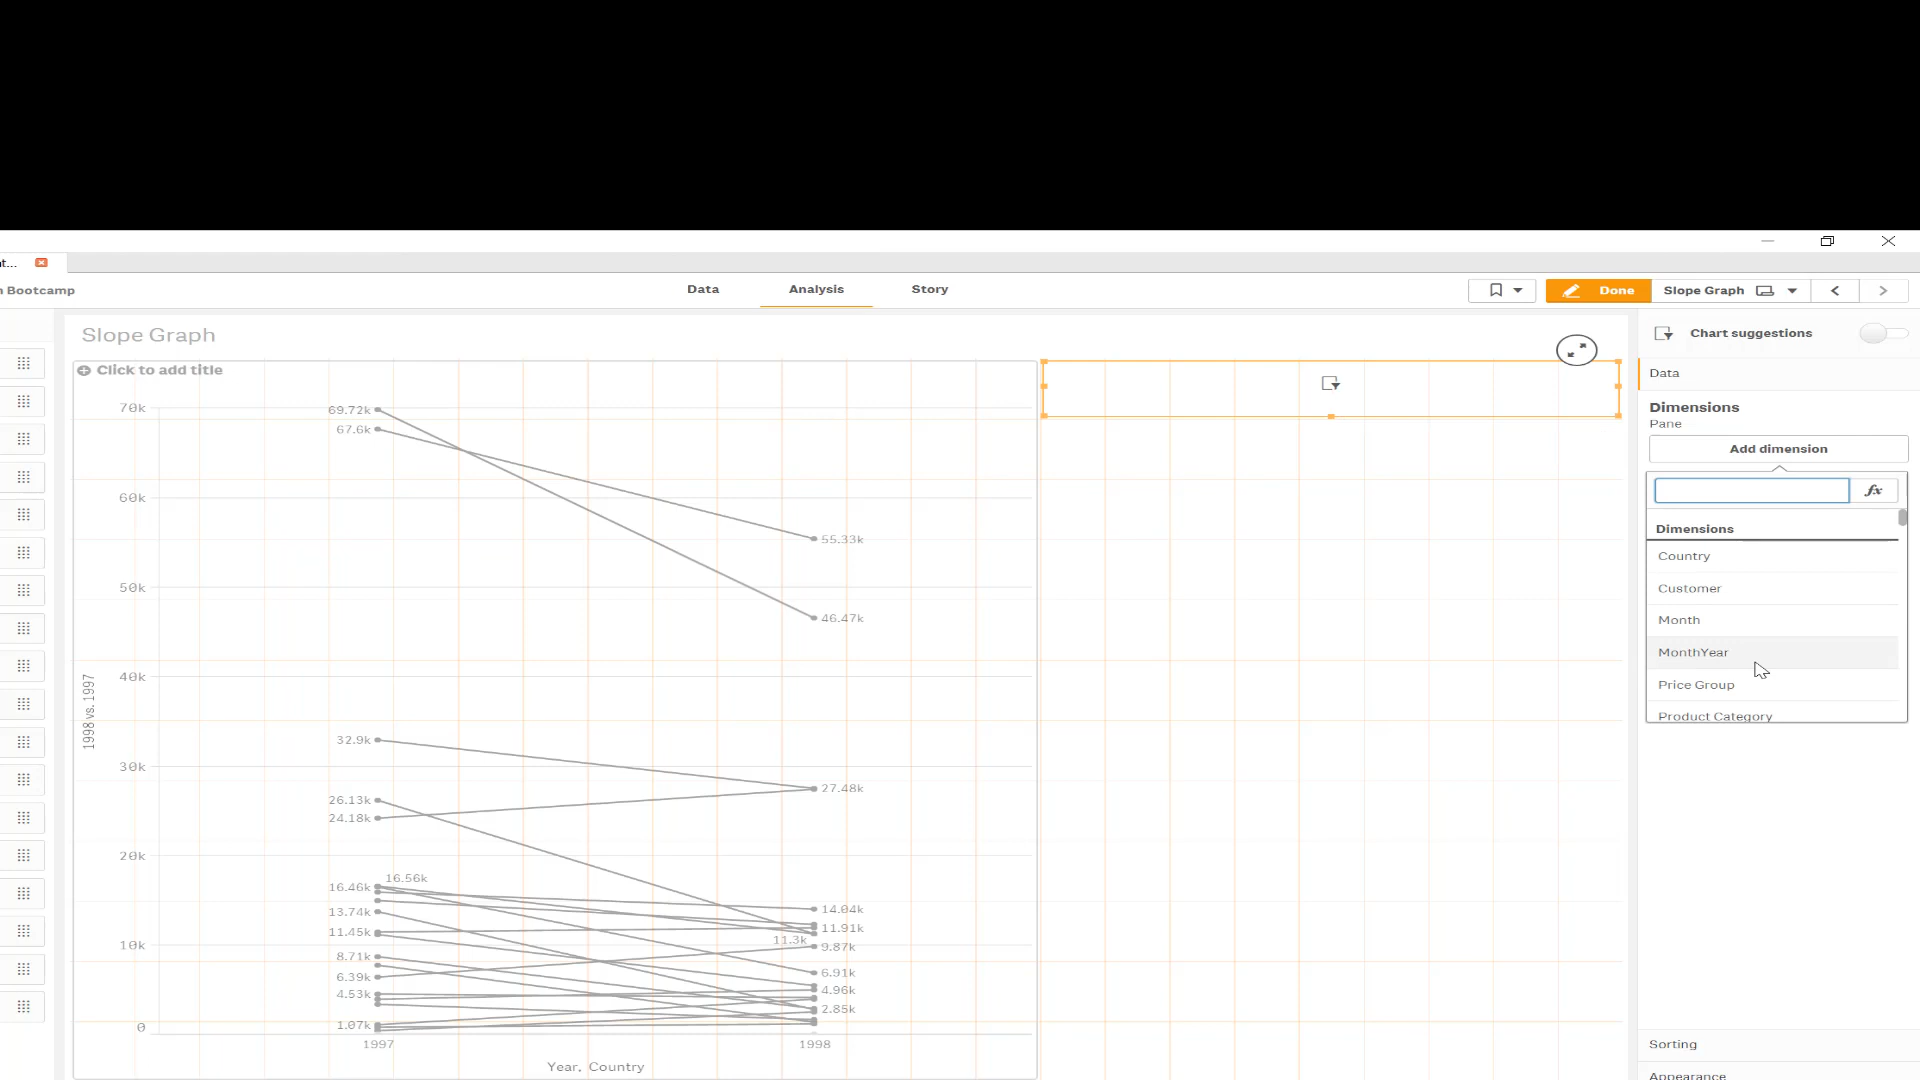 t...
n Bootcamp
Data
Analysis
Story
Done
Slope Graph
Slope Graph
Chart suggestions
Click to add title
Data
Dimensions
Pane
Add dimension
fx
Dimensions
Country
Customer
Month
MonthYear
Price Group
Product Category
Sorting
Appearance
70k
60k
50k
40k
30k
20k
10k
0
1998 vs. 1997
69.72k
67.6k
55.33k
46.47k
32.9k
27.48k
26.13k
24.18k
16.56k
16.46k
13.74k
11.45k
8.71k
6.39k
4.53k
1.07k
14.04k
11.91k
11.3k
9.87k
6.91k
4.96k
2.85k
1997
1998
Year, Country